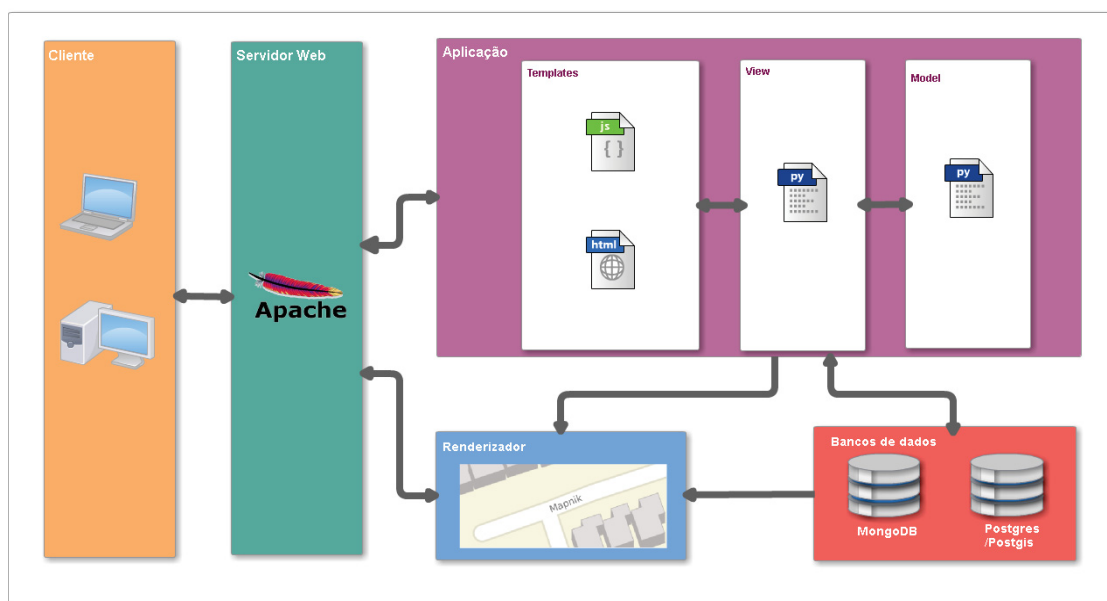 Cliente
Servidor Web
Apache
Aplicação
Templates
js
{ }
html
View
py
Model
py
Renderizador
Mapnik
Bancos de dados
MongoDB
Postgres
/Postgis